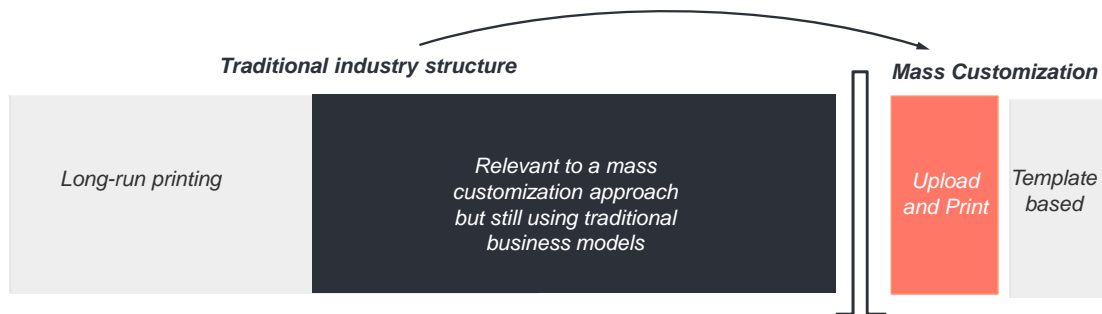 Traditional industry structure
Mass Customization
Long-run printing
Relevant to a mass
customization approach
but still using traditional
business models
Upload
and Print
Template
based